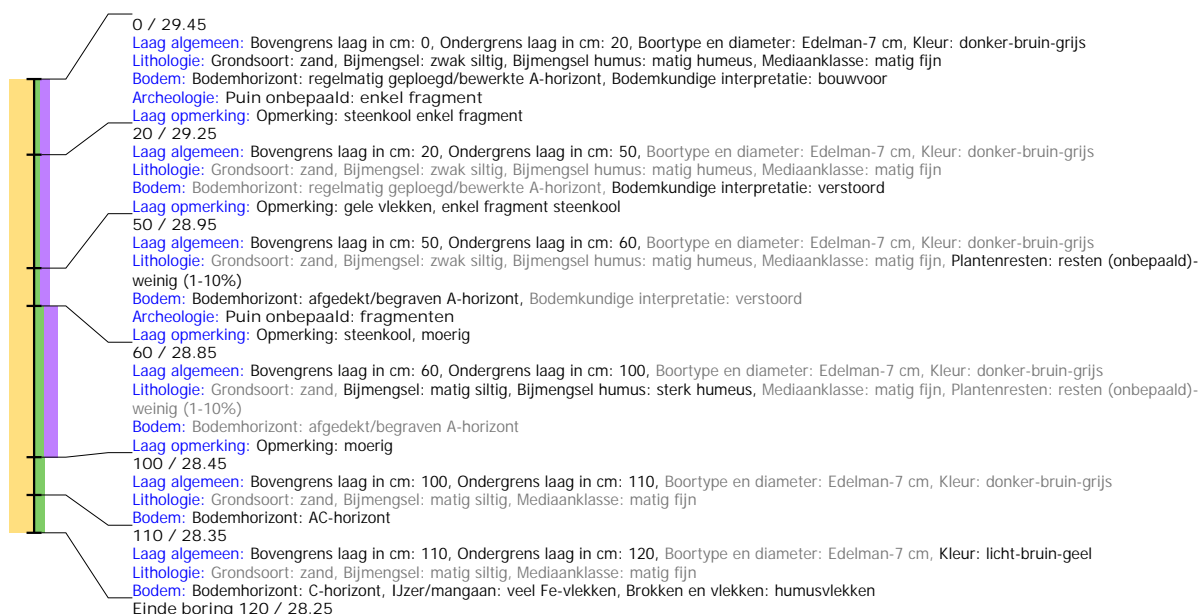 0 / 29.45
Laag algemeen: Bovengrens laag in cm: 0, Ondergrens laag in cm: 20, Boortype en diameter: Edelman-7 cm, Kleur: donker-bruin-grijs
Lithologie: Grondsoort: zand, Bijmengsel: zwak siltig, Bijmengsel humus: matig humeus, Mediaanklasse: matig fijn
Bodem: Bodemhorizont: regelmatig geploegd/bewerkte A-horizont, Bodemkundige interpretatie: bouwvoor
Archeologie: Puin onbepaald: enkel fragment
Laag opmerking: Opmerking: steenkool enkel fragment
20 / 29.25
Laag algemeen: Bovengrens laag in cm: 20, Ondergrens laag in cm: 50, Boortype en diameter: Edelman-7 cm, Kleur: donker-bruin-grijs
Lithologie: Grondsoort: zand, Bijmengsel: zwak siltig, Bijmengsel humus: matig humeus, Mediaanklasse: matig fijn
Bodem: Bodemhorizont: regelmatig geploegd/bewerkte A-horizont, Bodemkundige interpretatie: verstoord
Laag opmerking: Opmerking: gele vlekken, enkel fragment steenkool
50 / 28.95
Laag algemeen: Bovengrens laag in cm: 50, Ondergrens laag in cm: 60, Boortype en diameter: Edelman-7 cm, Kleur: donker-bruin-grijs
Lithologie: Grondsoort: zand, Bijmengsel: zwak siltig, Bijmengsel humus: matig humeus, Mediaanklasse: matig fijn, Plantenresten: resten (onbepaald)-
weinig (1-10%)
Bodem: Bodemhorizont: afgedekt/begraven A-horizont, Bodemkundige interpretatie: verstoord
Archeologie: Puin onbepaald: fragmenten
Laag opmerking: Opmerking: steenkool, moerig
60 / 28.85
Laag algemeen: Bovengrens laag in cm: 60, Ondergrens laag in cm: 100, Boortype en diameter: Edelman-7 cm, Kleur: donker-bruin-grijs
Lithologie: Grondsoort: zand, Bijmengsel: matig siltig, Bijmengsel humus: sterk humeus, Mediaanklasse: matig fijn, Plantenresten: resten (onbepaald)-
weinig (1-10%)
Bodem: Bodemhorizont: afgedekt/begraven A-horizont
Laag opmerking: Opmerking: moerig
100 / 28.45
Laag algemeen: Bovengrens laag in cm: 100, Ondergrens laag in cm: 110, Boortype en diameter: Edelman-7 cm, Kleur: donker-bruin-grijs
Lithologie: Grondsoort: zand, Bijmengsel: matig siltig, Mediaanklasse: matig fijn
Bodem: Bodemhorizont: AC-horizont
110 / 28.35
Laag algemeen: Bovengrens laag in cm: 110, Ondergrens laag in cm: 120, Boortype en diameter: Edelman-7 cm, Kleur: licht-bruin-geel
Lithologie: Grondsoort: zand, Bijmengsel: matig siltig, Mediaanklasse: matig fijn
Bodem: Bodemhorizont: C-horizont, IJzer/mangaan: veel Fe-vlekken, Brokken en vlekken: humusvlekken
Einde boring 120 / 28.25